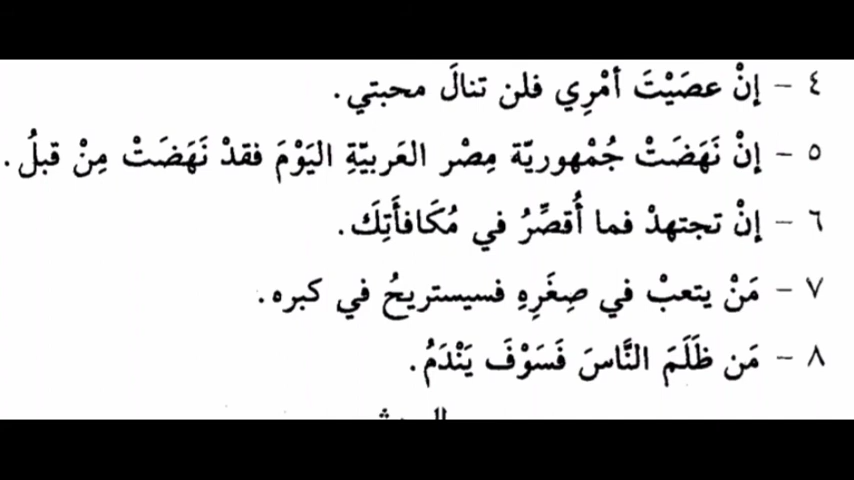 ٤ - إنْ عصَيْتَ أمْرِي فلن تنالَ محبتي.
٥ - إنْ نَهَضَتْ جُمْهوريّة مِصْر العَربيّةِ اليَوْمَ فقدْ نَهَضَتْ مِنْ قبلُ.
٦ - إنْ تجتهدْ فما أُقصِّرُ في مُكَافأَتِكَ.
٧ - مَنْ يتعبْ في صِغَرِهِ فسيستريحُ في كبره.
٨ - مَن ظَلَمَ النَّاسَ فَسَوْفَ يَنْدَمُ.